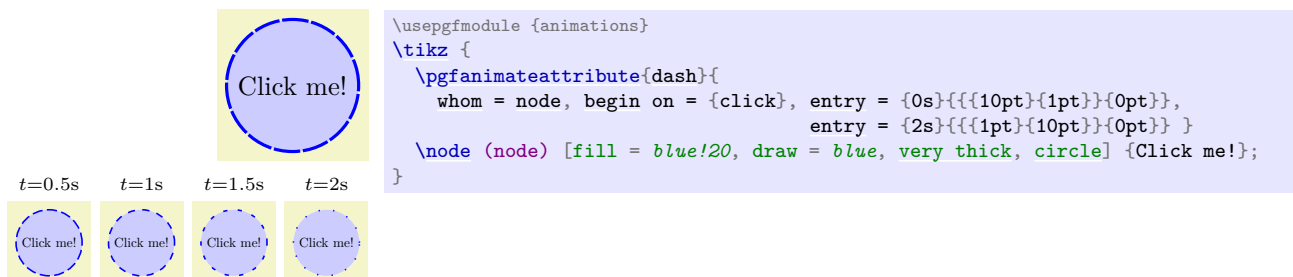 Click me!
t=0.5s t=1s t=1.5s t=2s
Click me! Click me! Click me! Click me!
\usepgfmodule {animations}
\tikz {
  \pgfanimateattribute{dash}{
    whom = node, begin on = {click}, entry = {0s}{{{10pt}{1pt}}{0pt}},
                                     entry = {2s}{{{1pt}{10pt}}{0pt}} }
  \node (node) [fill = blue!20, draw = blue, very thick, circle] {Click me!};
}